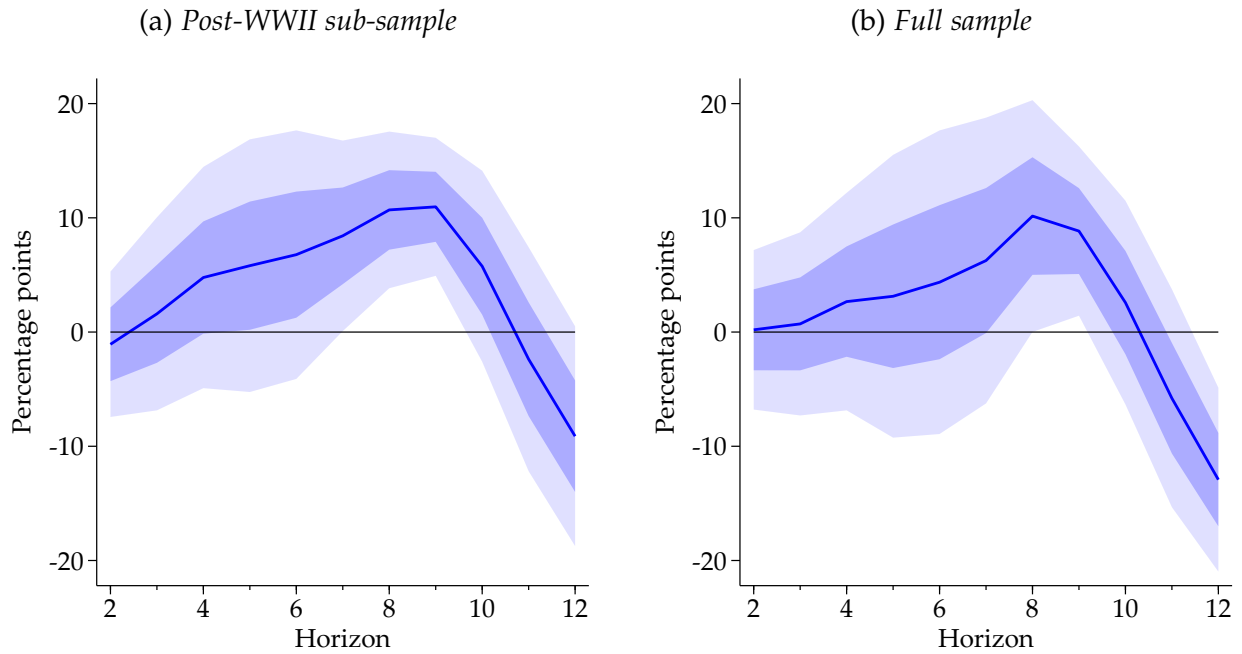 (a) Post-WWII sub-sample
20
10
0
-10
-20
Percentage points
2 4 6 8 10 12
Horizon
(b) Full sample
20
10
0
-10
-20
Percentage points
2 4 6 8 10 12
Horizon